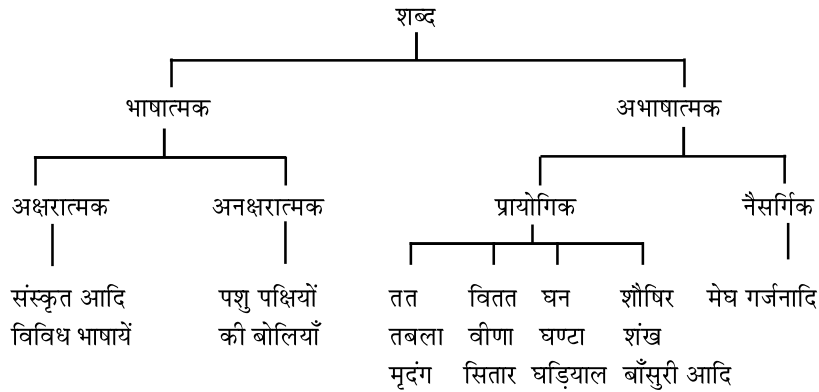 शब्द
भाषात्मक अभाषात्मक
अक्षरात्मक अनक्षरात्मक प्रायोगिक नैसर्गिक
संस्कृत आदि पशु पक्षियों तत वितत घन शौषिर मेघ गर्जनादि
विविध भाषायें की बोलियाँ तबला वीणा घण्टा शंख
मृदंग सितार घड़ियाल बाँसुरी आदि